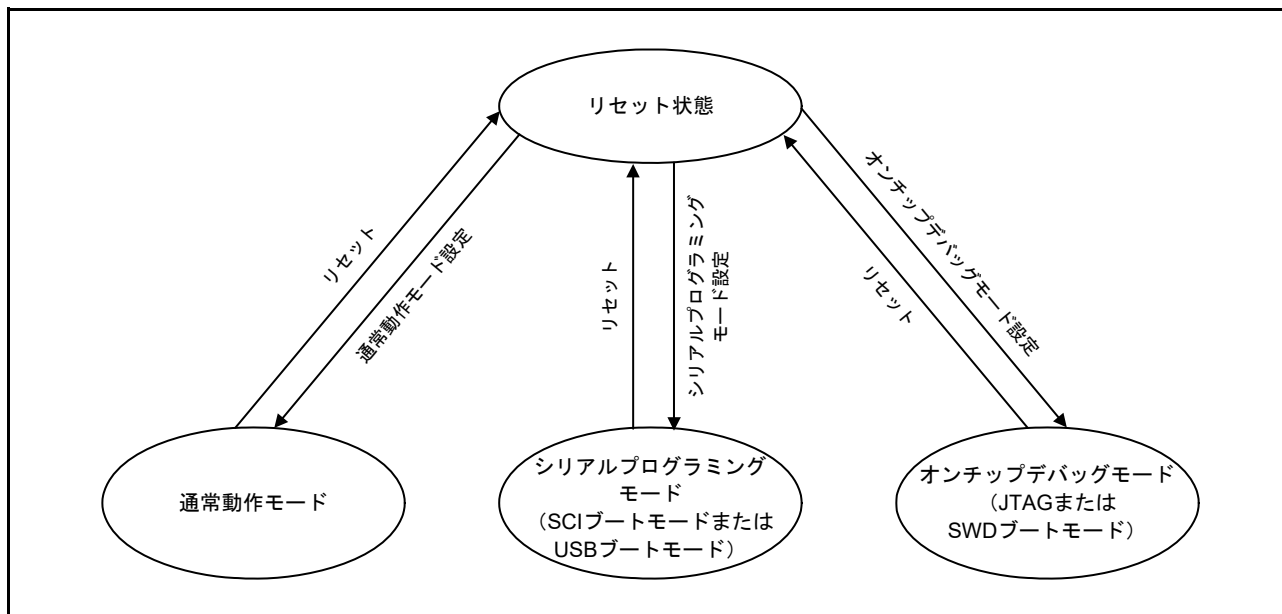 リセット状態
リセット
通常動作モード設定
リセット
シリアルプログラミング
モード設定
オンチップデバッグモード設定
リセット
通常動作モード
シリアルプログラミング
モード
（SCIブートモードまたは
USBブートモード）
オンチップデバッグモード
（JTAGまたは
SWDブートモード）